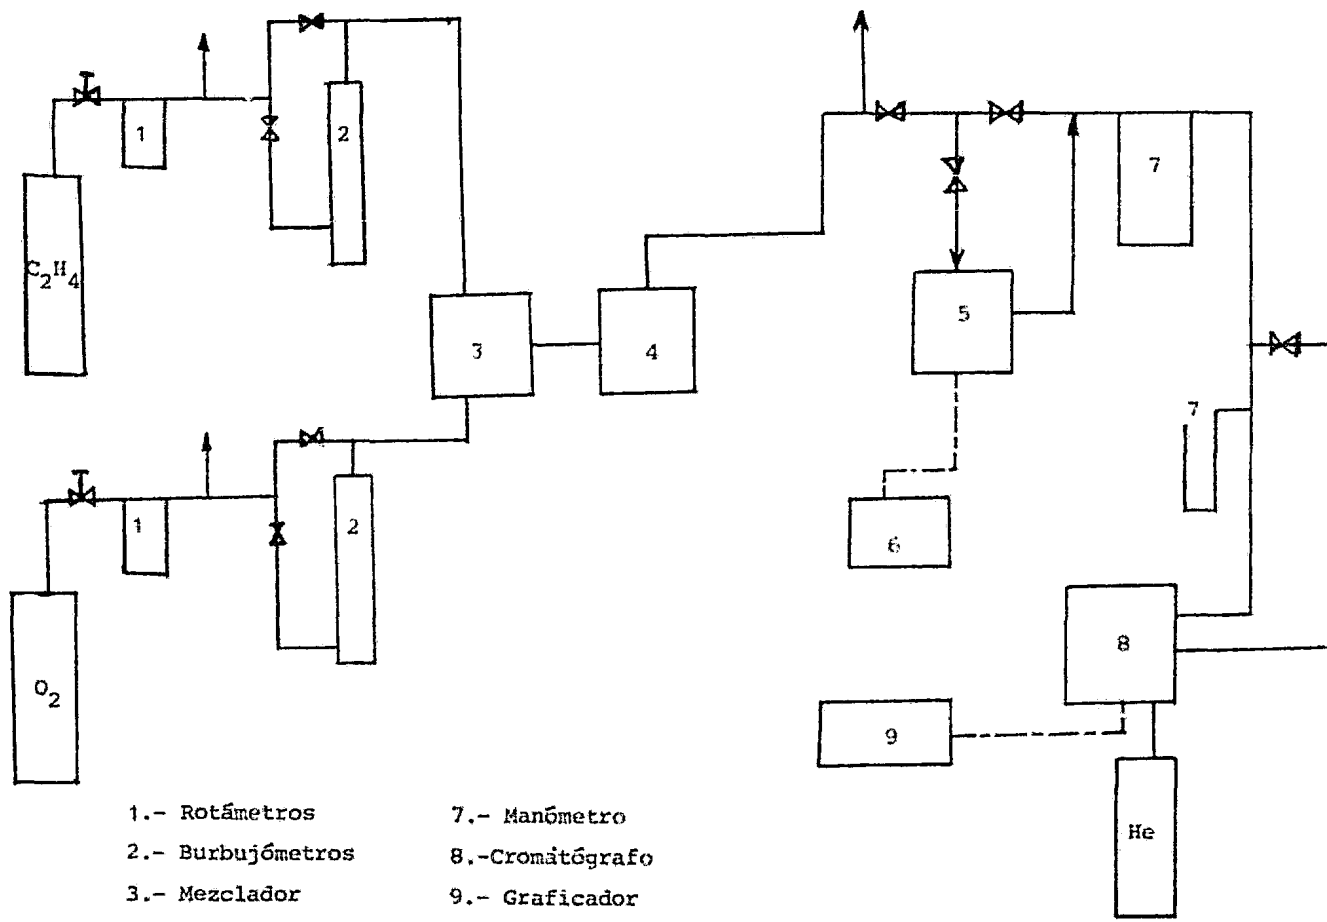 1
2
C2H4
3
4
5
7
7
6
1
2
O2
8
9
He
1.- Rotámetros
2.- Burbujómetros
3.- Mezclador
7.- Manómetro
8.-Cromátógrafo
9.- Graficador